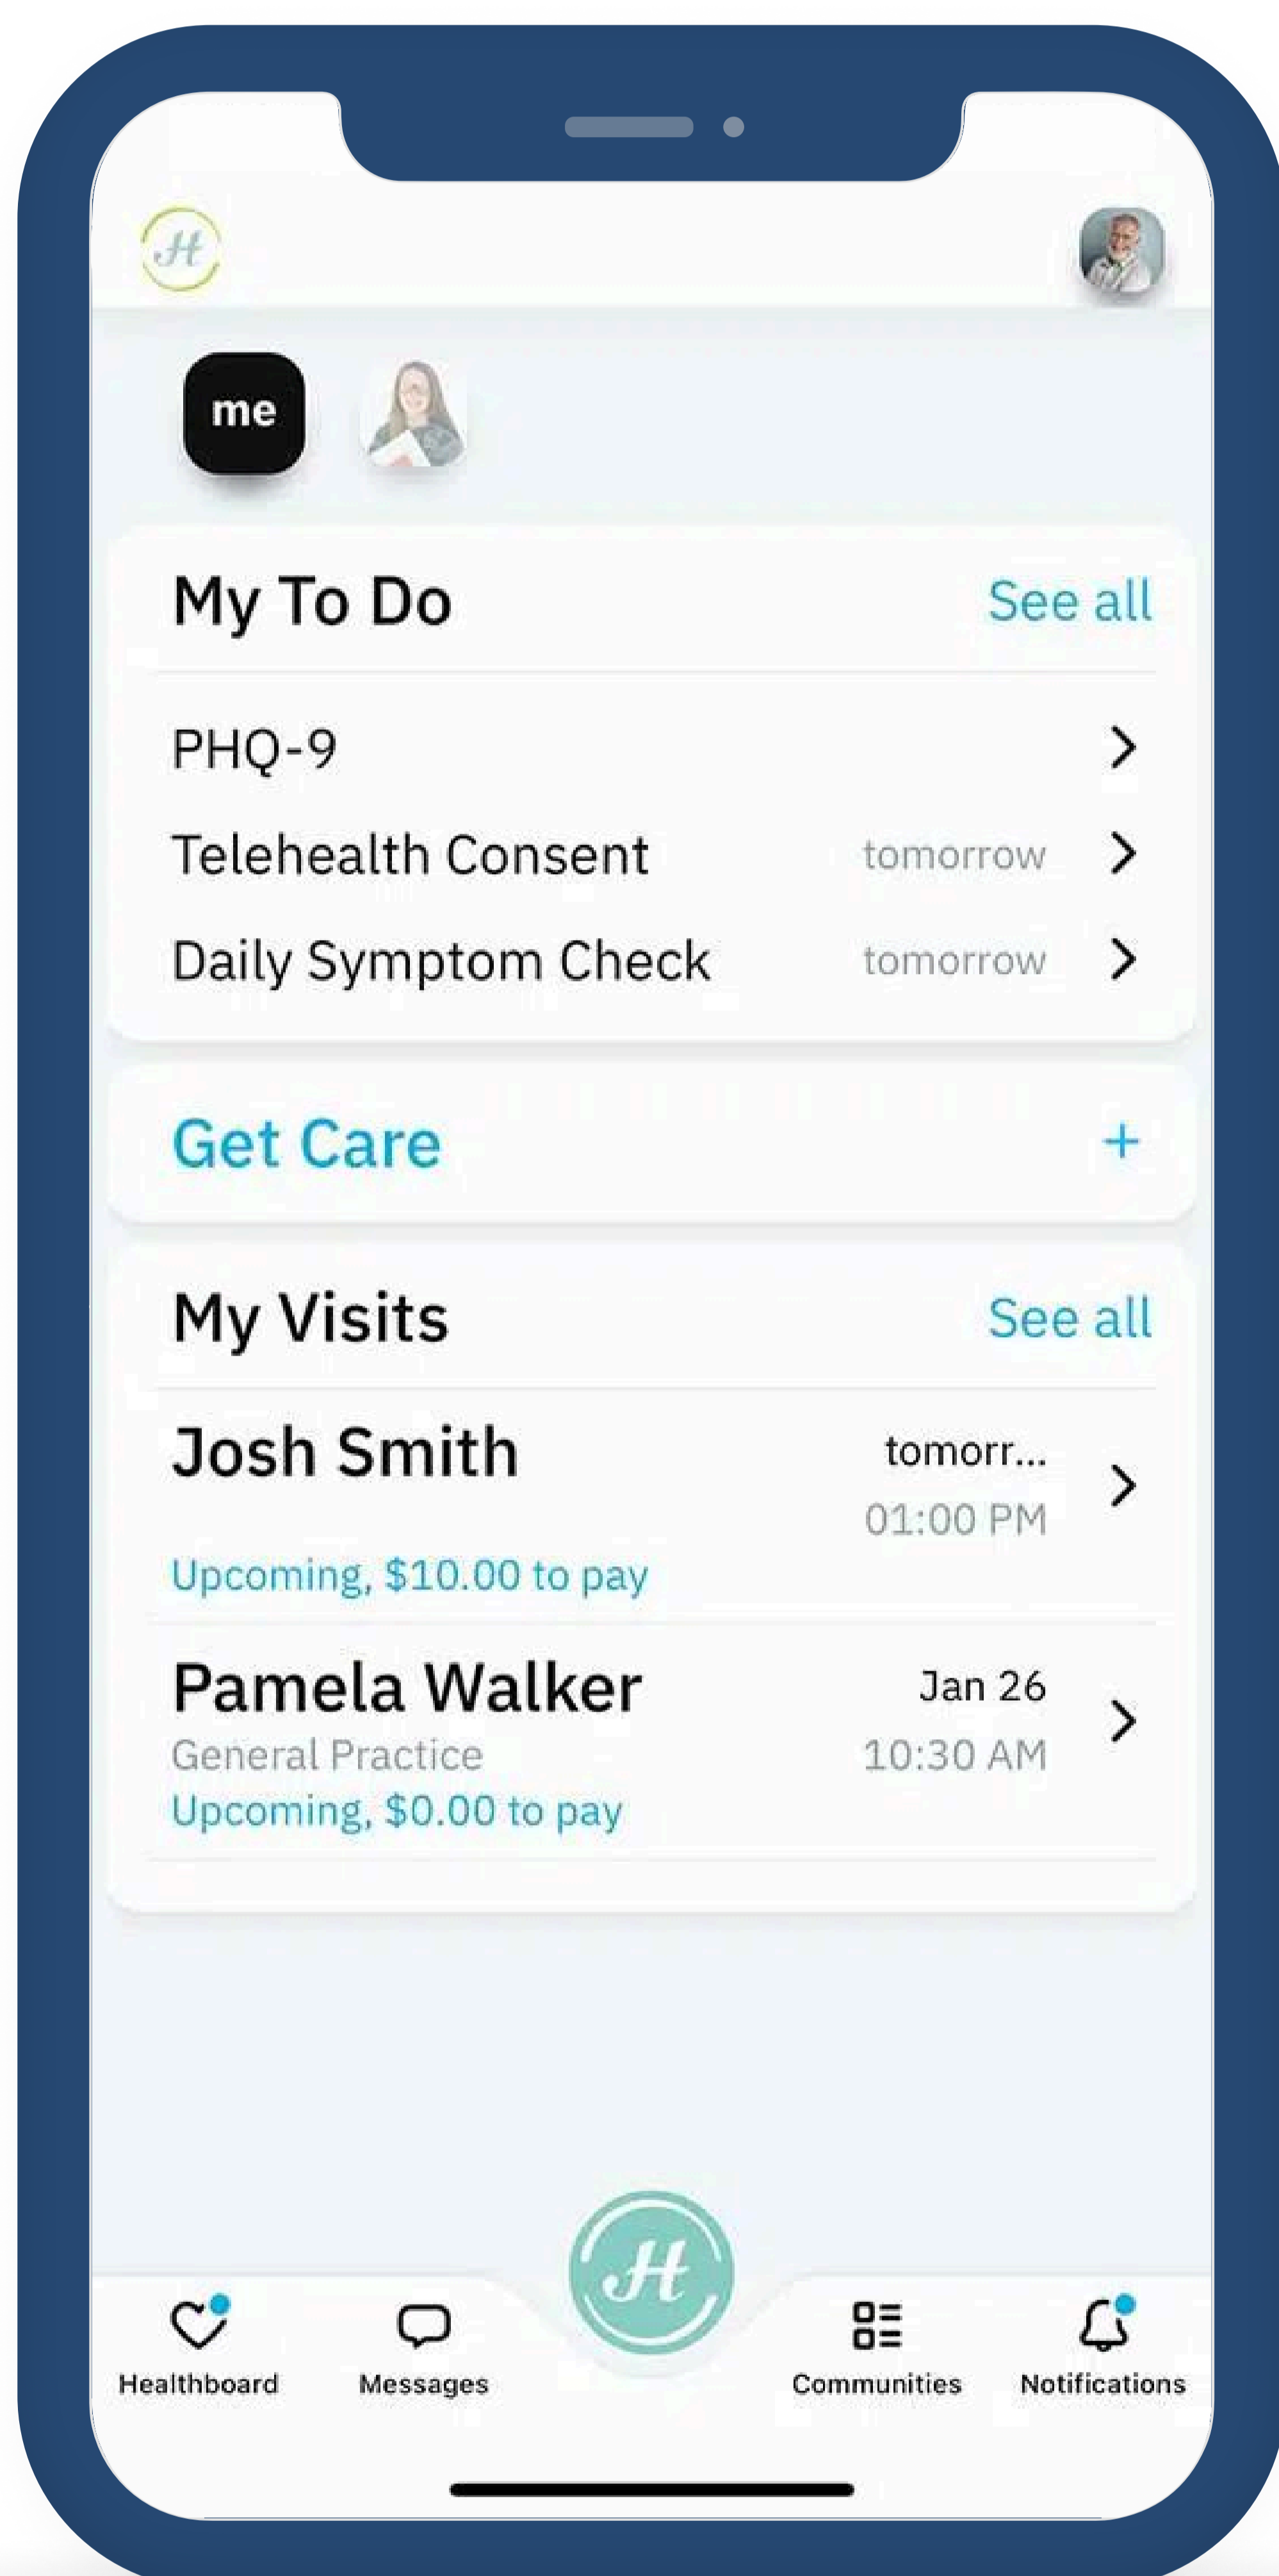 H
me
My To Do See all
PHQ-9
Telehealth Consent tomorrow
Daily Symptom Check tomorrow
Get Care +
My Visits See all
Josh Smith tomorr...
01:00 PM
Upcoming, $10.00 to pay
Pamela Walker Jan 26
General Practice 10:30 AM
Upcoming, $0.00 to pay
H
Healthboard Messages Communities Notifications